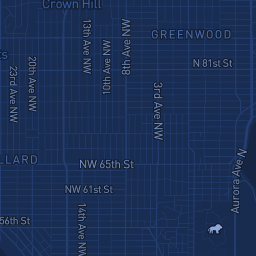 Crown Hill
GREENWOOD
13th Ave NW
10th Ave NW
8th Ave NW
N 81st St
23rd Ave NW
20th Ave NW
3rd Ave NW
LLARD
NW 65th St
NW 61st St
Aurora Ave N
56th St
14th Ave NW